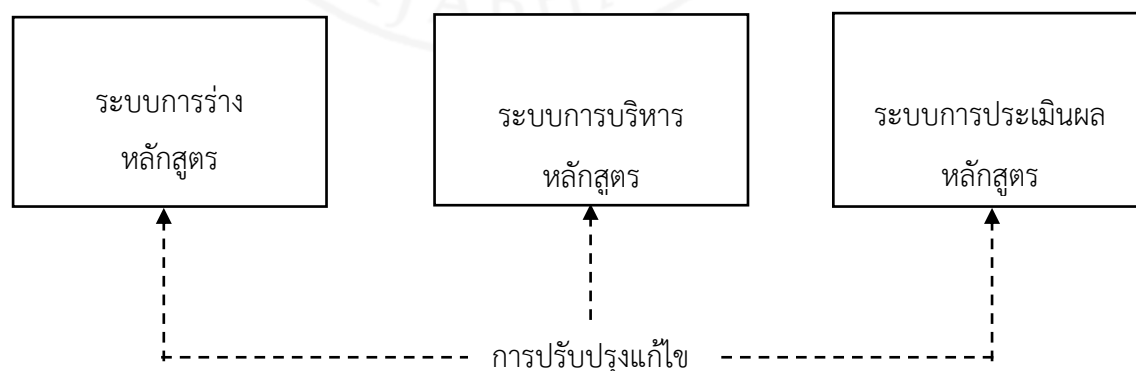 ระบบการร่าง
หลักสูตร
ระบบการบริหาร
หลักสูตร
ระบบการประเมินผล
หลักสูตร
การปรับปรุงแก้ไข